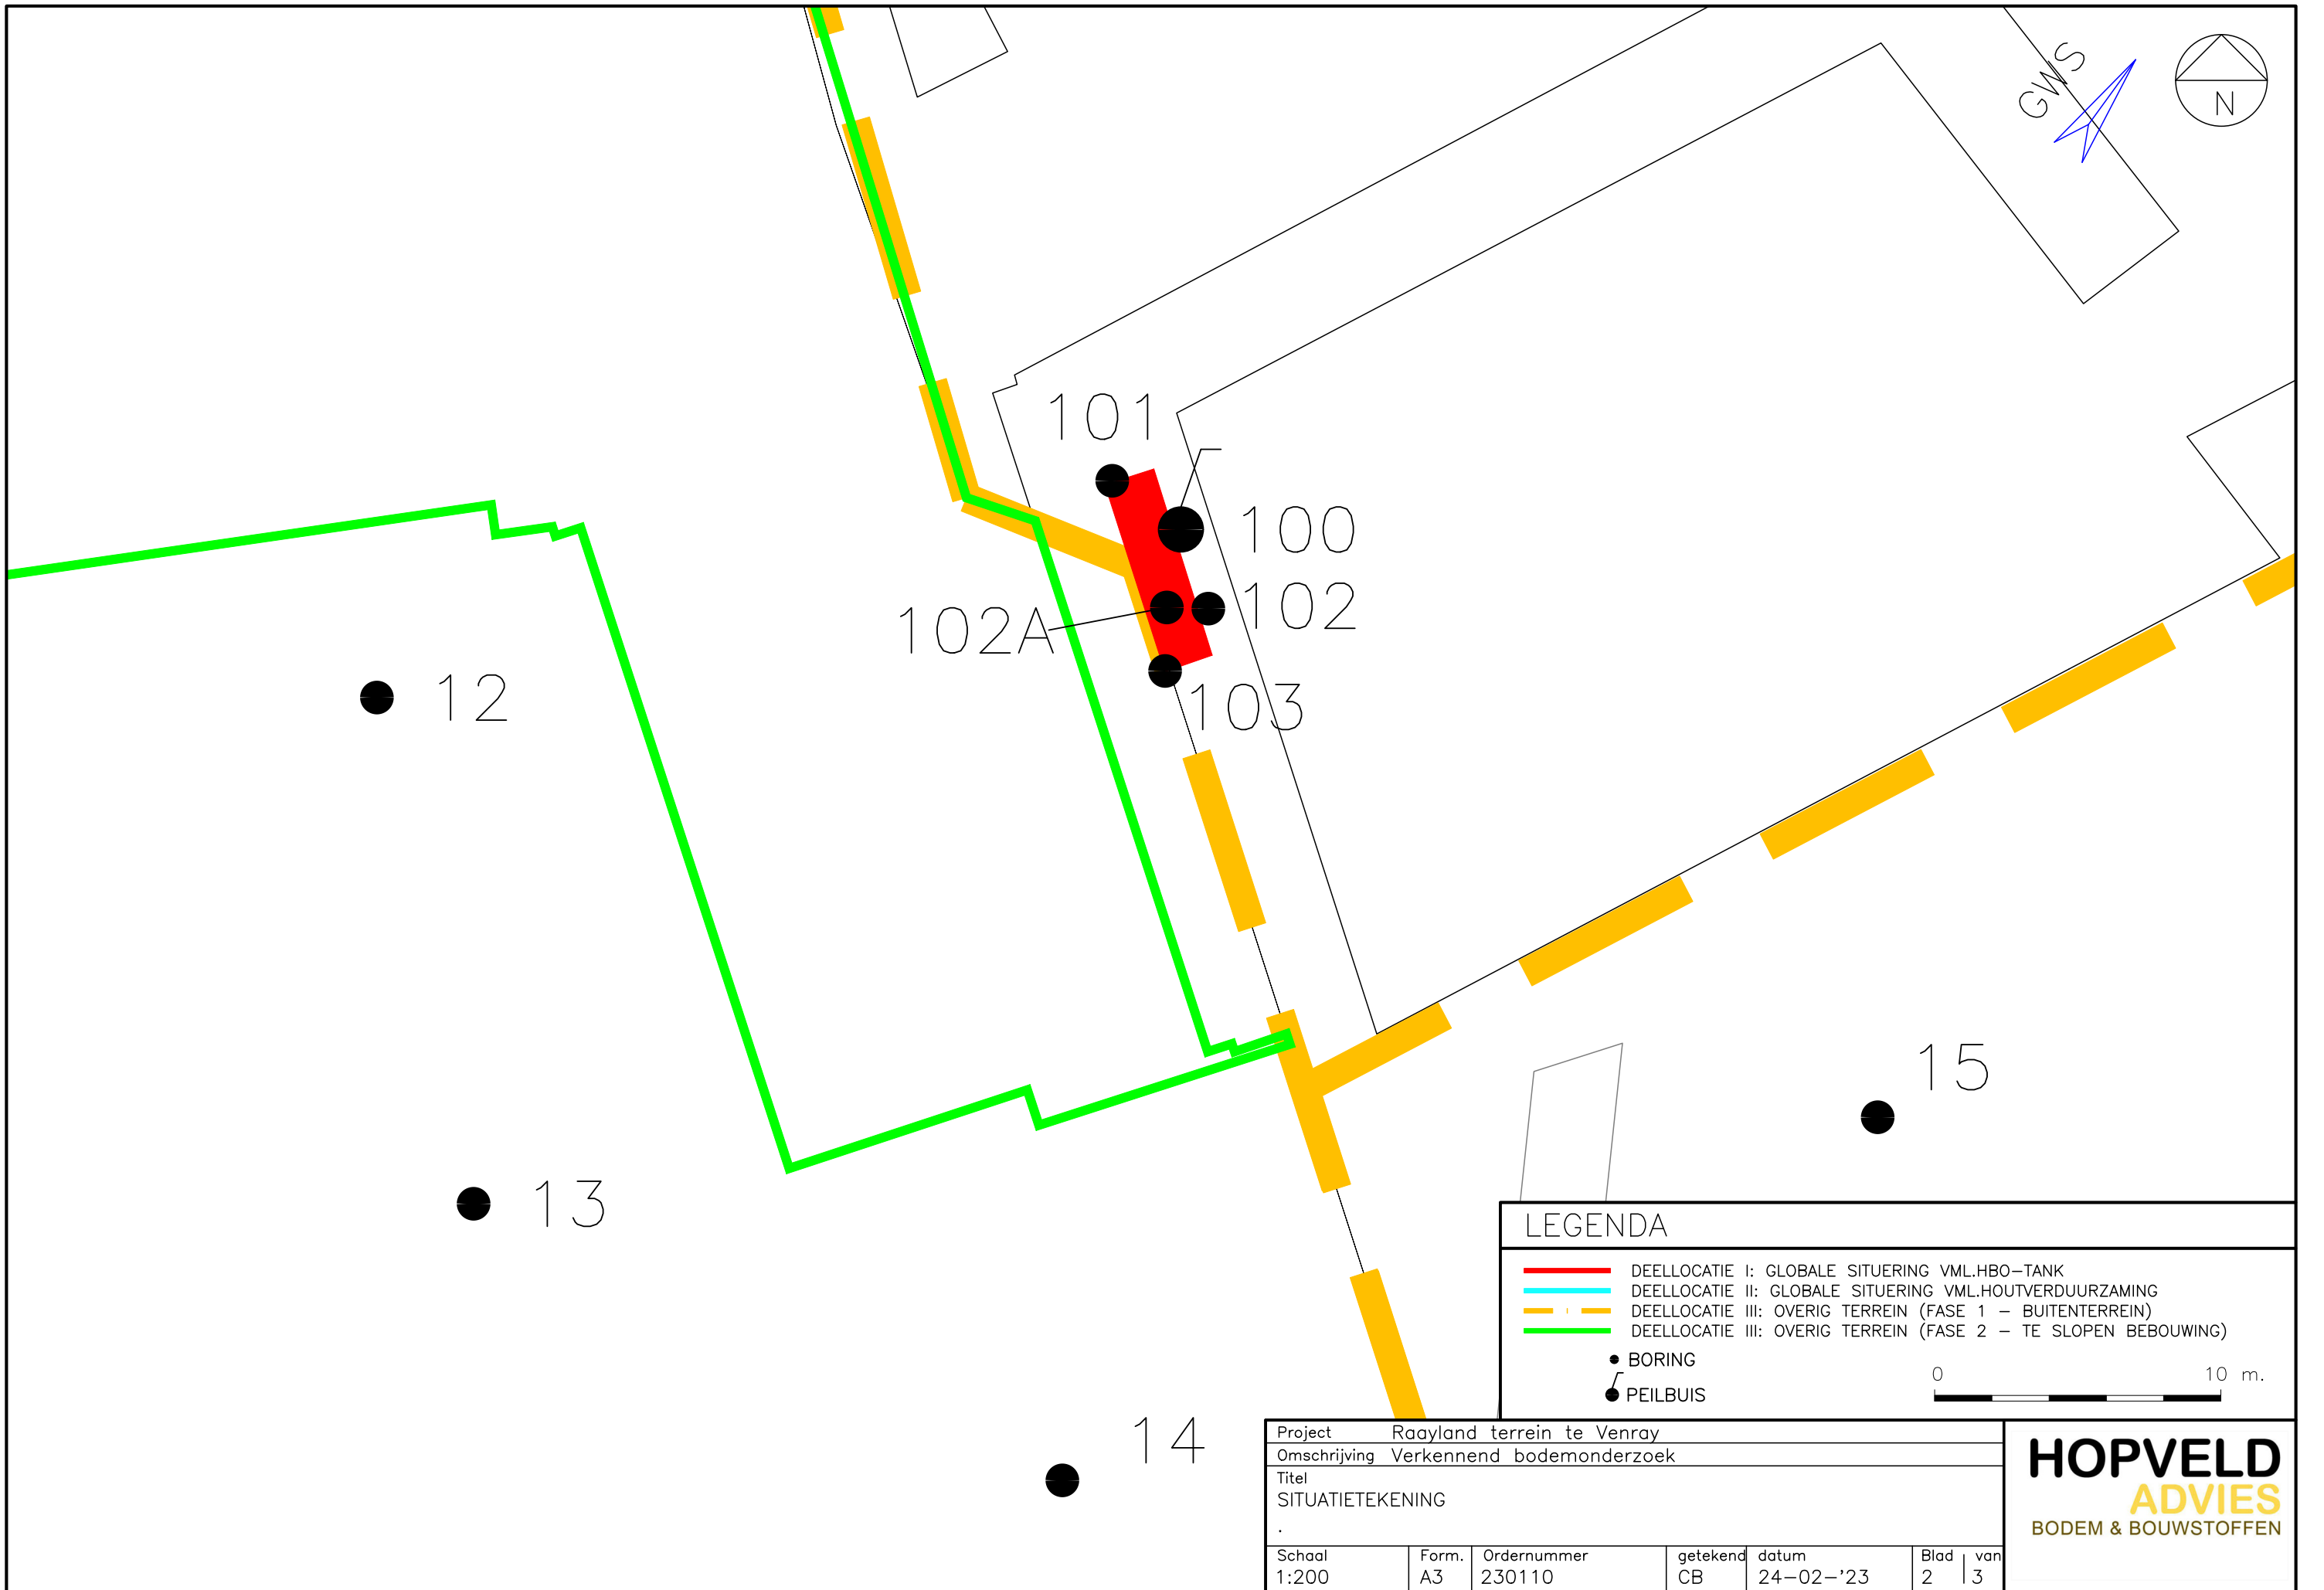 GWS
N
101
100
102
102A
103
12
15
13
14
LEGENDA
DEELLOCATIE I: GLOBALE SITUERING VML.HBO-TANK
DEELLOCATIE II: GLOBALE SITUERING VML.HOUTVERDUURZAMING
DEELLOCATIE III: OVERIG TERREIN (FASE 1 - BUITENTERREIN)
DEELLOCATIE III: OVERIG TERREIN (FASE 2 - TE SLOPEN BEBOUWING)
BORING
PEILBUIS
0 10 m.
Project Raayland terrein te Venray
Omschrijving Verkennend bodemonderzoek
Titel
SITUATIETEKENING
.
Schaal Form. Ordernummer getekend datum Blad van
1:200 A3 230110 CB 24-02-'23 2 3
HOPVELD
ADVIES
BODEM & BOUWSTOFFEN